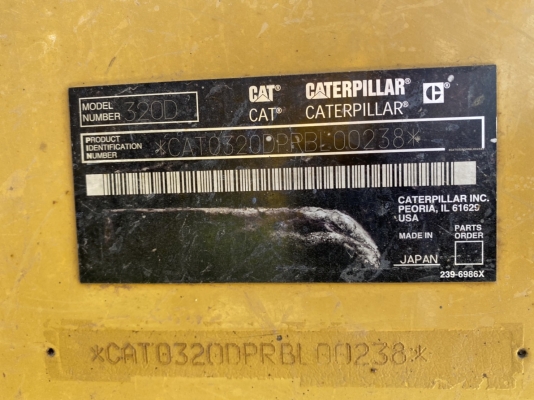 MODEL NUMBER 320D
CAT CATERPILLAR® C
CAT® CATERPILLAR®
PRODUCT IDENTIFICATION NUMBER *CAT0320DPRBL00238*
CATERPILLAR INC.
PEORIA, IL 61629
USA
MADE IN
JAPAN
PARTS ORDER
239-6986X
*CAT0320DPRBL00238*